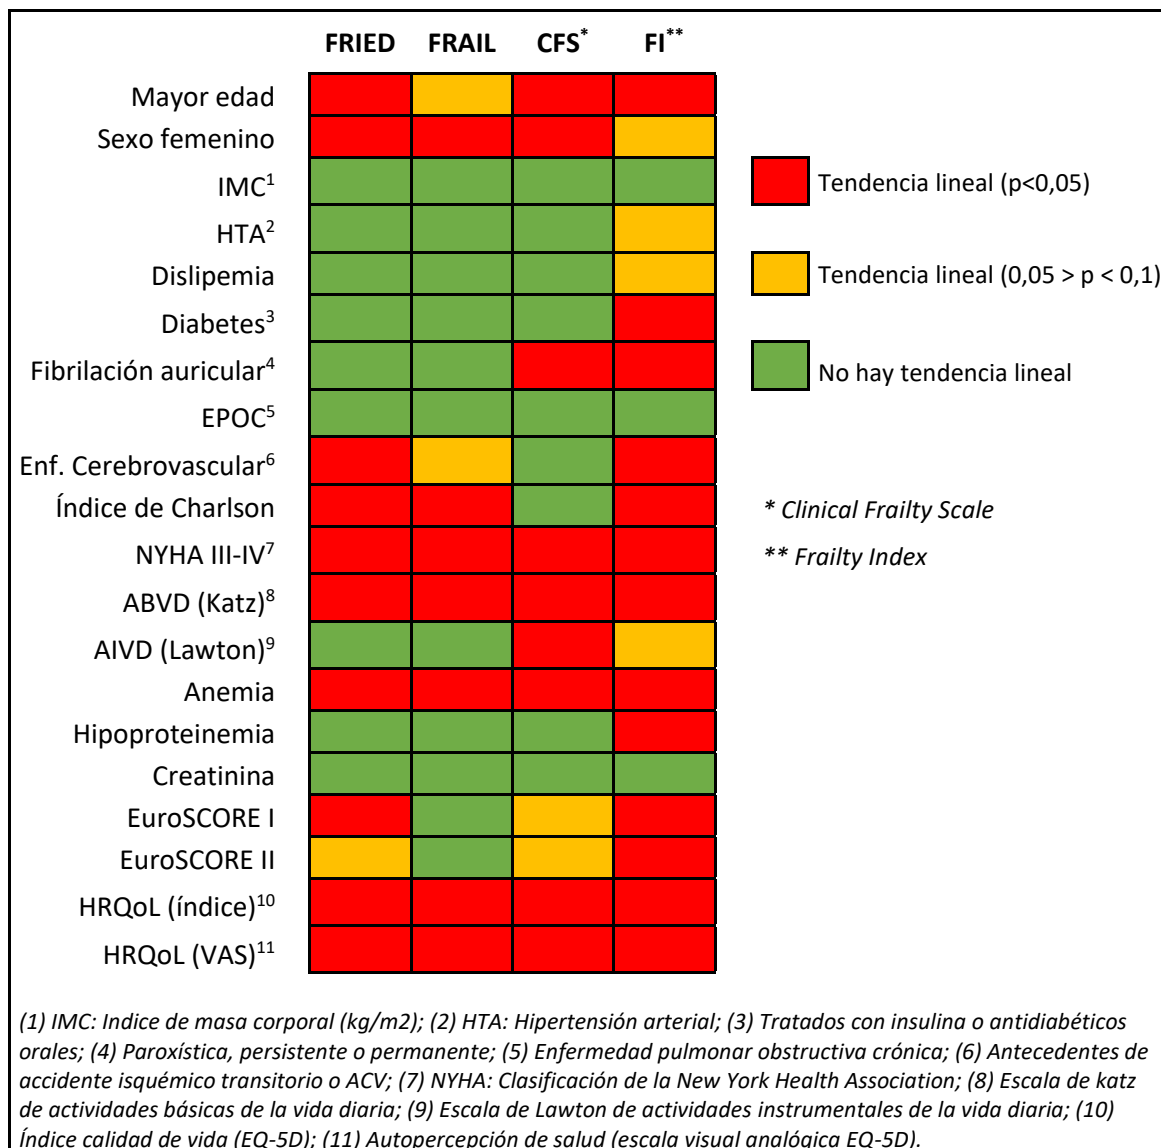 FRIED FRAIL CFS* FI**
Mayor edad
Sexo femenino
IMC1
HTA2
Dislipemia
Diabetes3
Fibrilación auricular4
EPOC5
Enf. Cerebrovascular6
Índice de Charlson
NYHA III-IV7
ABVD (Katz)8
AIVD (Lawton)9
Anemia
Hipoproteinemia
Creatinina
EuroSCORE I
EuroSCORE II
HRQoL (índice)10
HRQoL (VAS)11
Tendencia lineal (p<0,05)
Tendencia lineal (0,05 > p < 0,1)
No hay tendencia lineal
* Clinical Frailty Scale
** Frailty Index
(1) IMC: Indice de masa corporal (kg/m2); (2) HTA: Hipertensión arterial; (3) Tratados con insulina o antidiabéticos
orales; (4) Paroxística, persistente o permanente; (5) Enfermedad pulmonar obstructiva crónica; (6) Antecedentes de
accidente isquémico transitorio o ACV; (7) NYHA: Clasificación de la New York Health Association; (8) Escala de katz
de actividades básicas de la vida diaria; (9) Escala de Lawton de actividades instrumentales de la vida diaria; (10)
Índice calidad de vida (EQ-5D); (11) Autopercepción de salud (escala visual analógica EQ-5D).